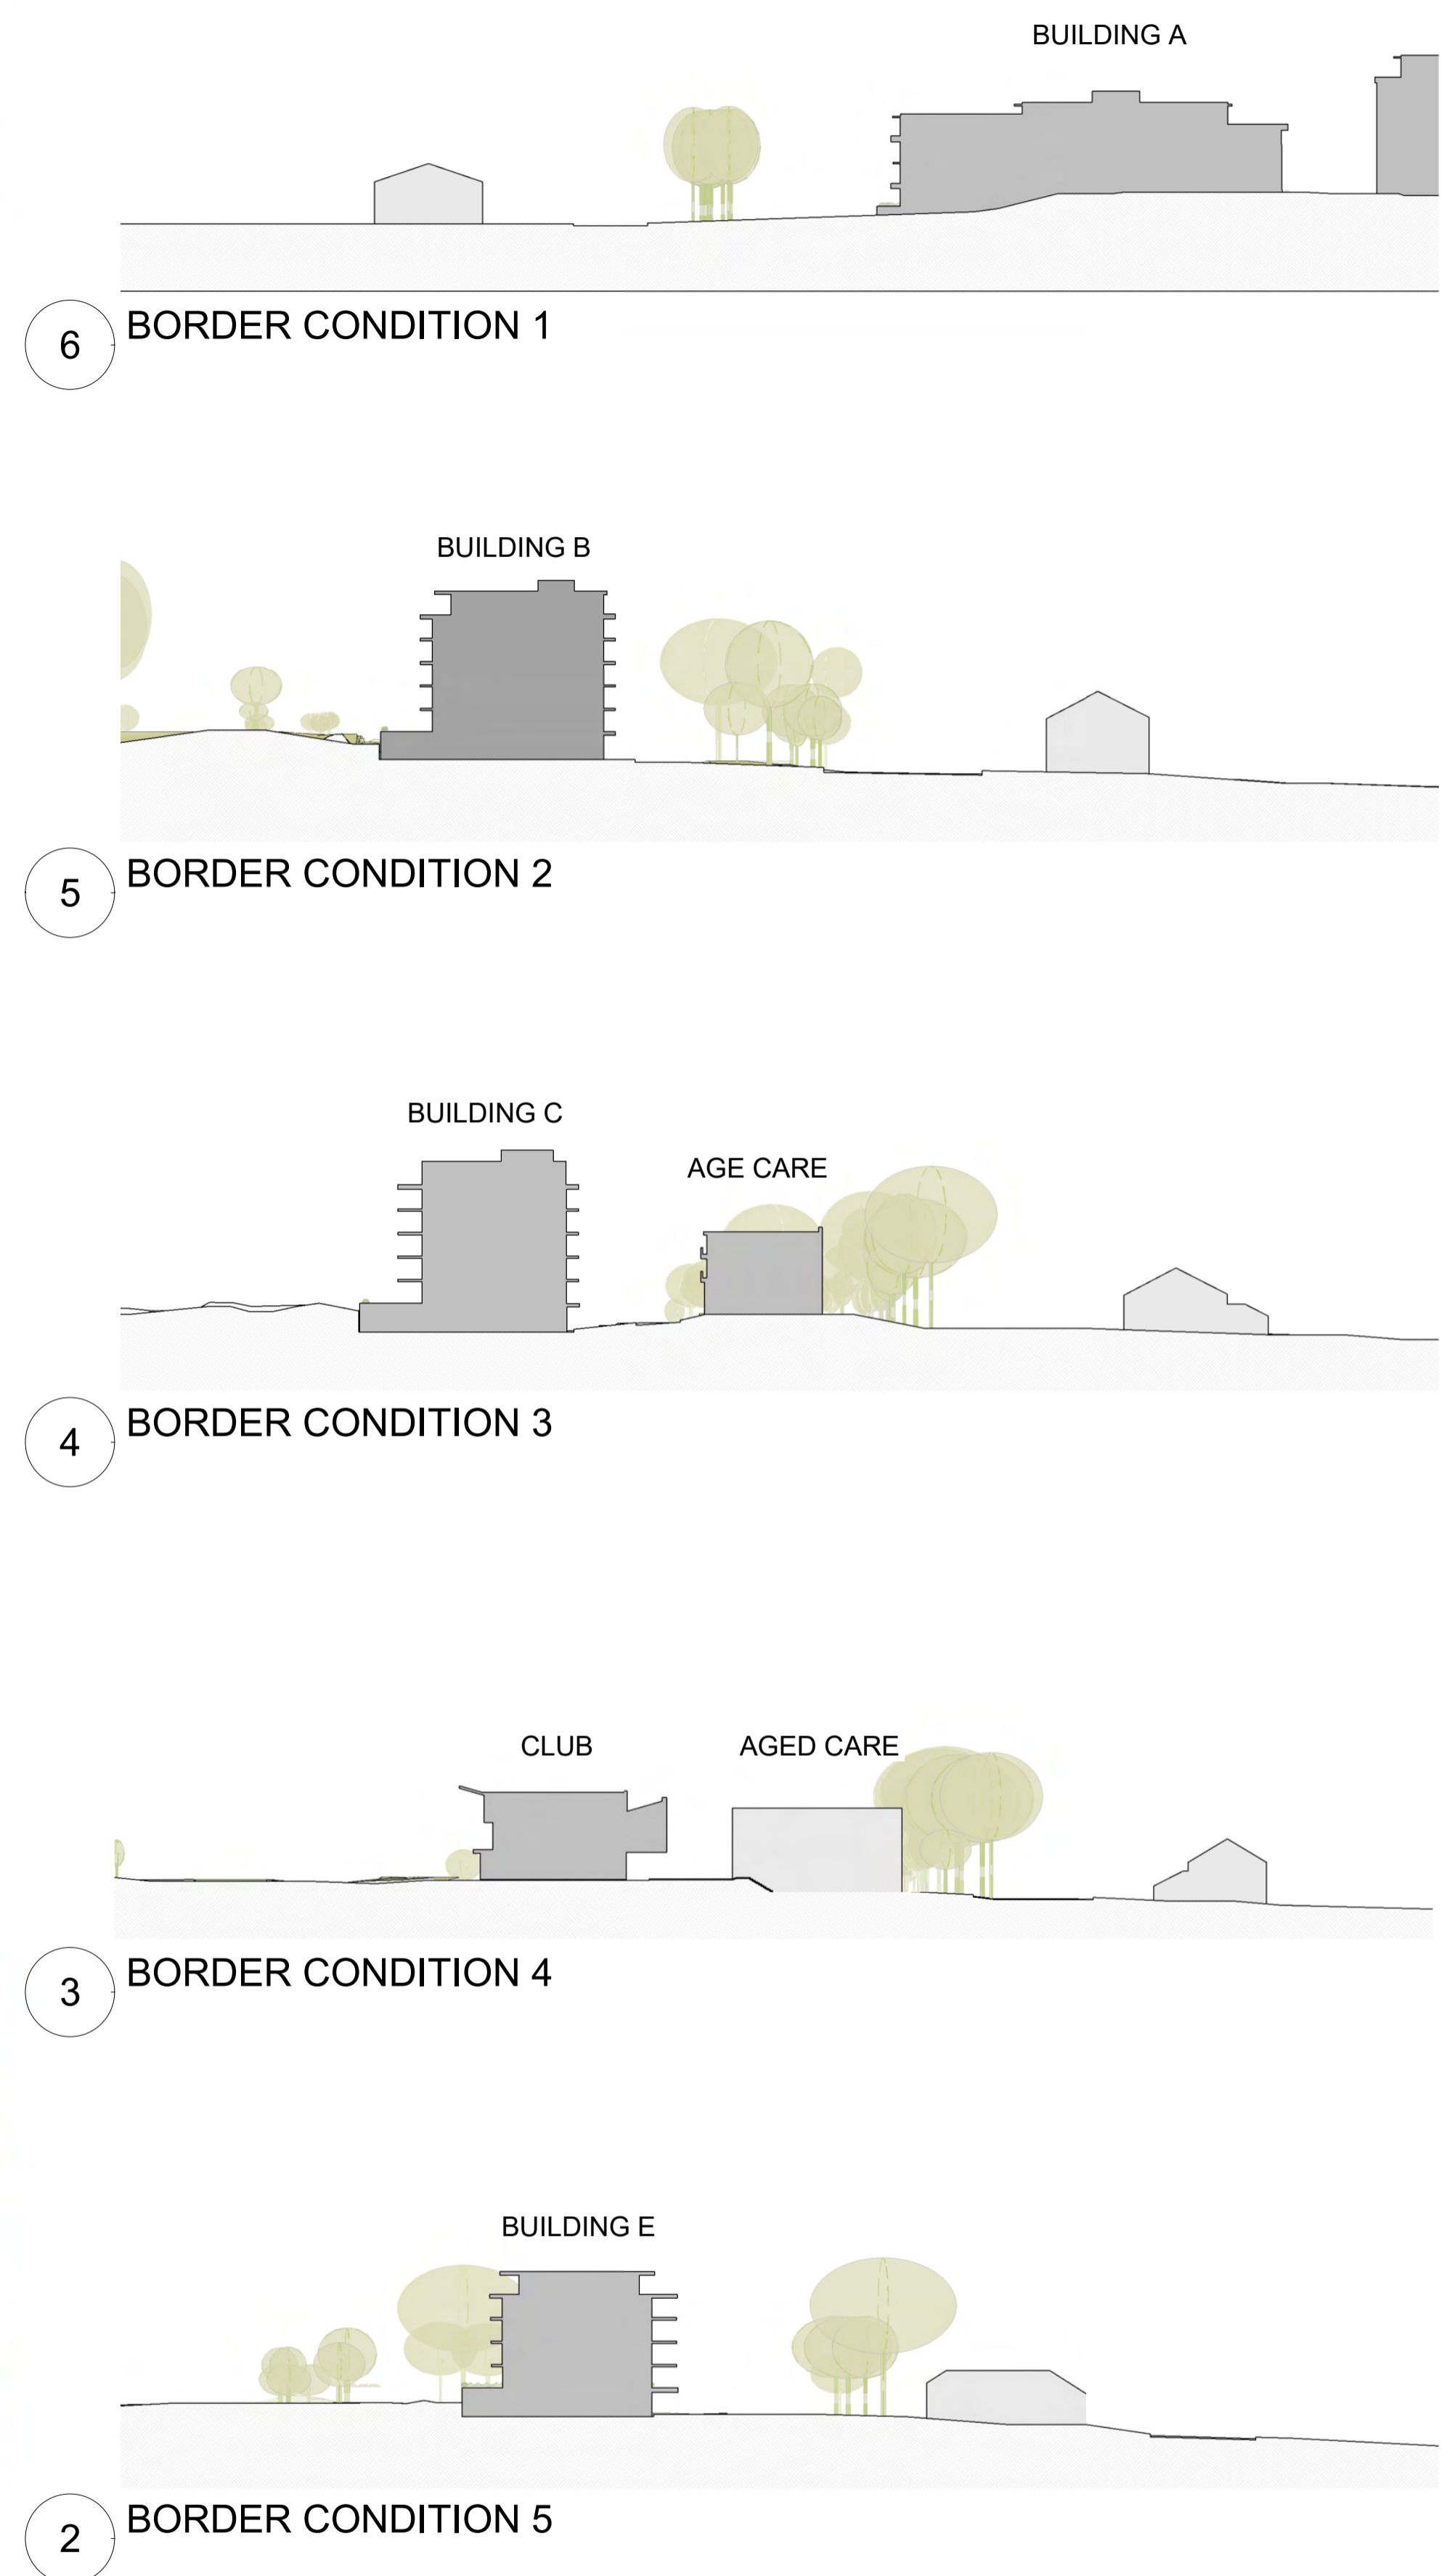 BUILDING A
6 BORDER CONDITION 1
BUILDING B
5 BORDER CONDITION 2
BUILDING C
AGE CARE
4 BORDER CONDITION 3
CLUB AGED CARE
3 BORDER CONDITION 4
BUILDING E
2 BORDER CONDITION 5